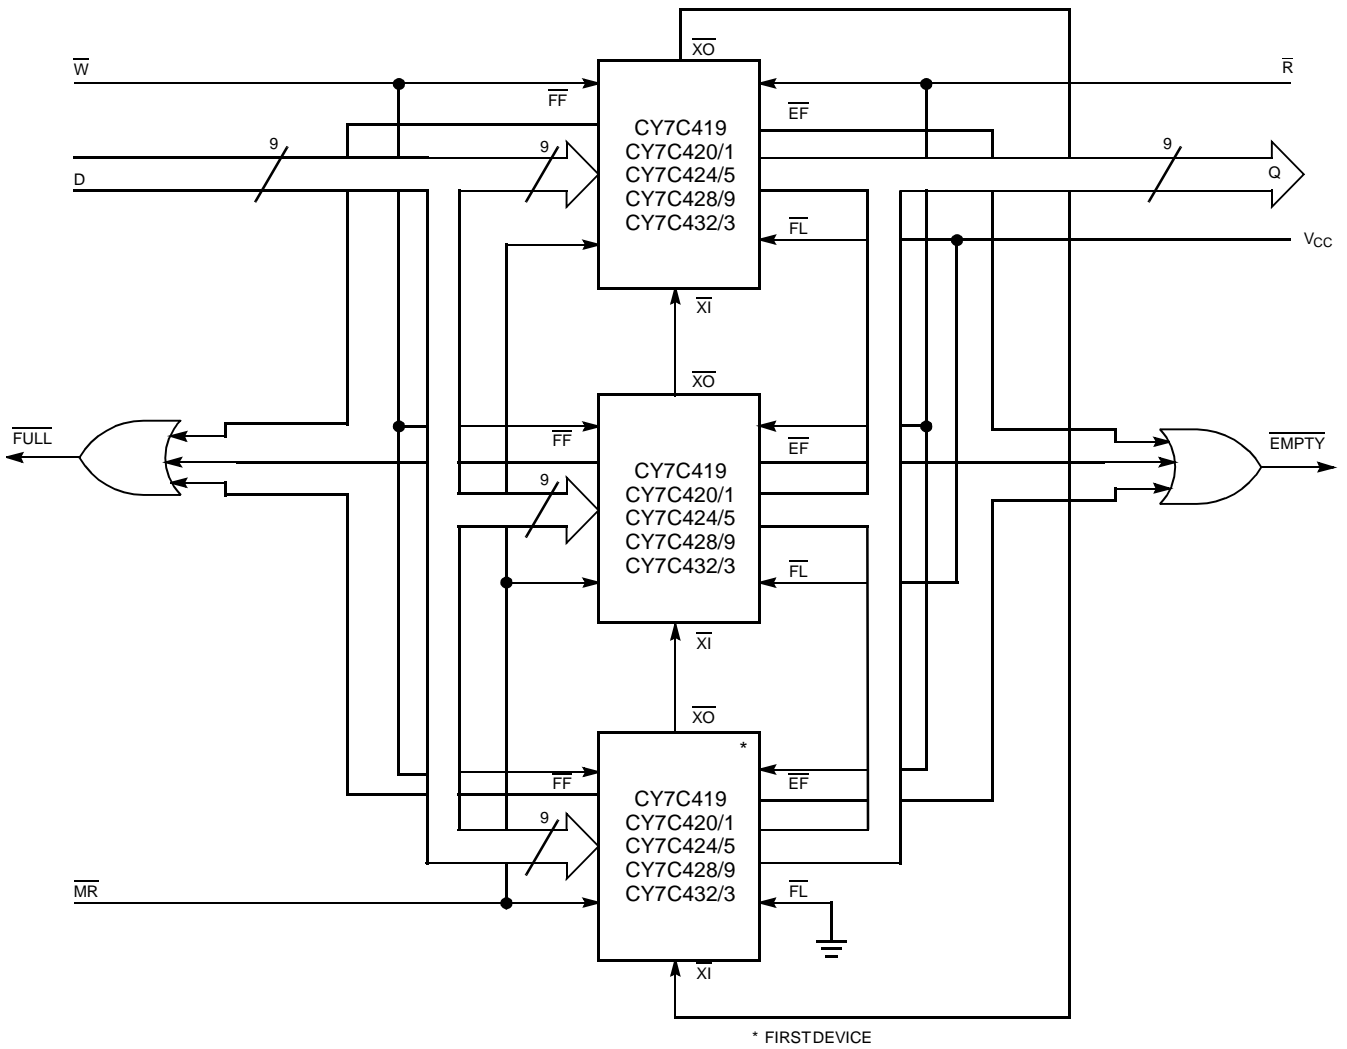 XO
W
R
FF
EF
CY7C419
CY7C420/1
CY7C424/5
CY7C428/9
CY7C432/3
9
9
9
D
Q
FL
VCC
XI
XO
FULL
FF
EF
EMPTY
CY7C419
CY7C420/1
CY7C424/5
CY7C428/9
CY7C432/3
9
FL
XI
XO
*
FF
EF
CY7C419
CY7C420/1
CY7C424/5
CY7C428/9
CY7C432/3
9
MR
FL
XI
* FIRST DEVICE